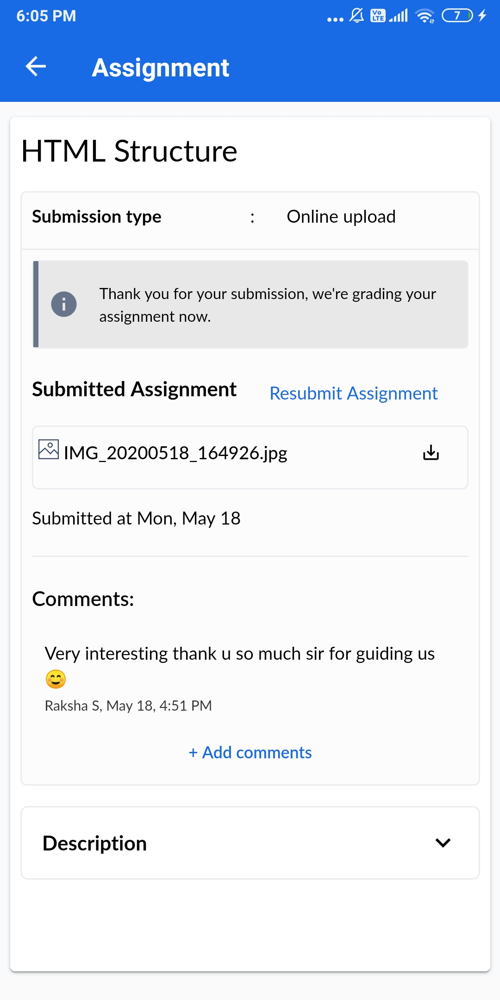 6:05 PM
Vo LTE
7
Assignment
HTML Structure
Submission type : Online upload
Thank you for your submission, we're grading your
assignment now.
Submitted Assignment
Resubmit Assignment
IMG_20200518_164926.jpg
Submitted at Mon, May 18
Comments:
Very interesting thank u so much sir for guiding us
😊
Raksha S, May 18, 4:51 PM
+ Add comments
Description